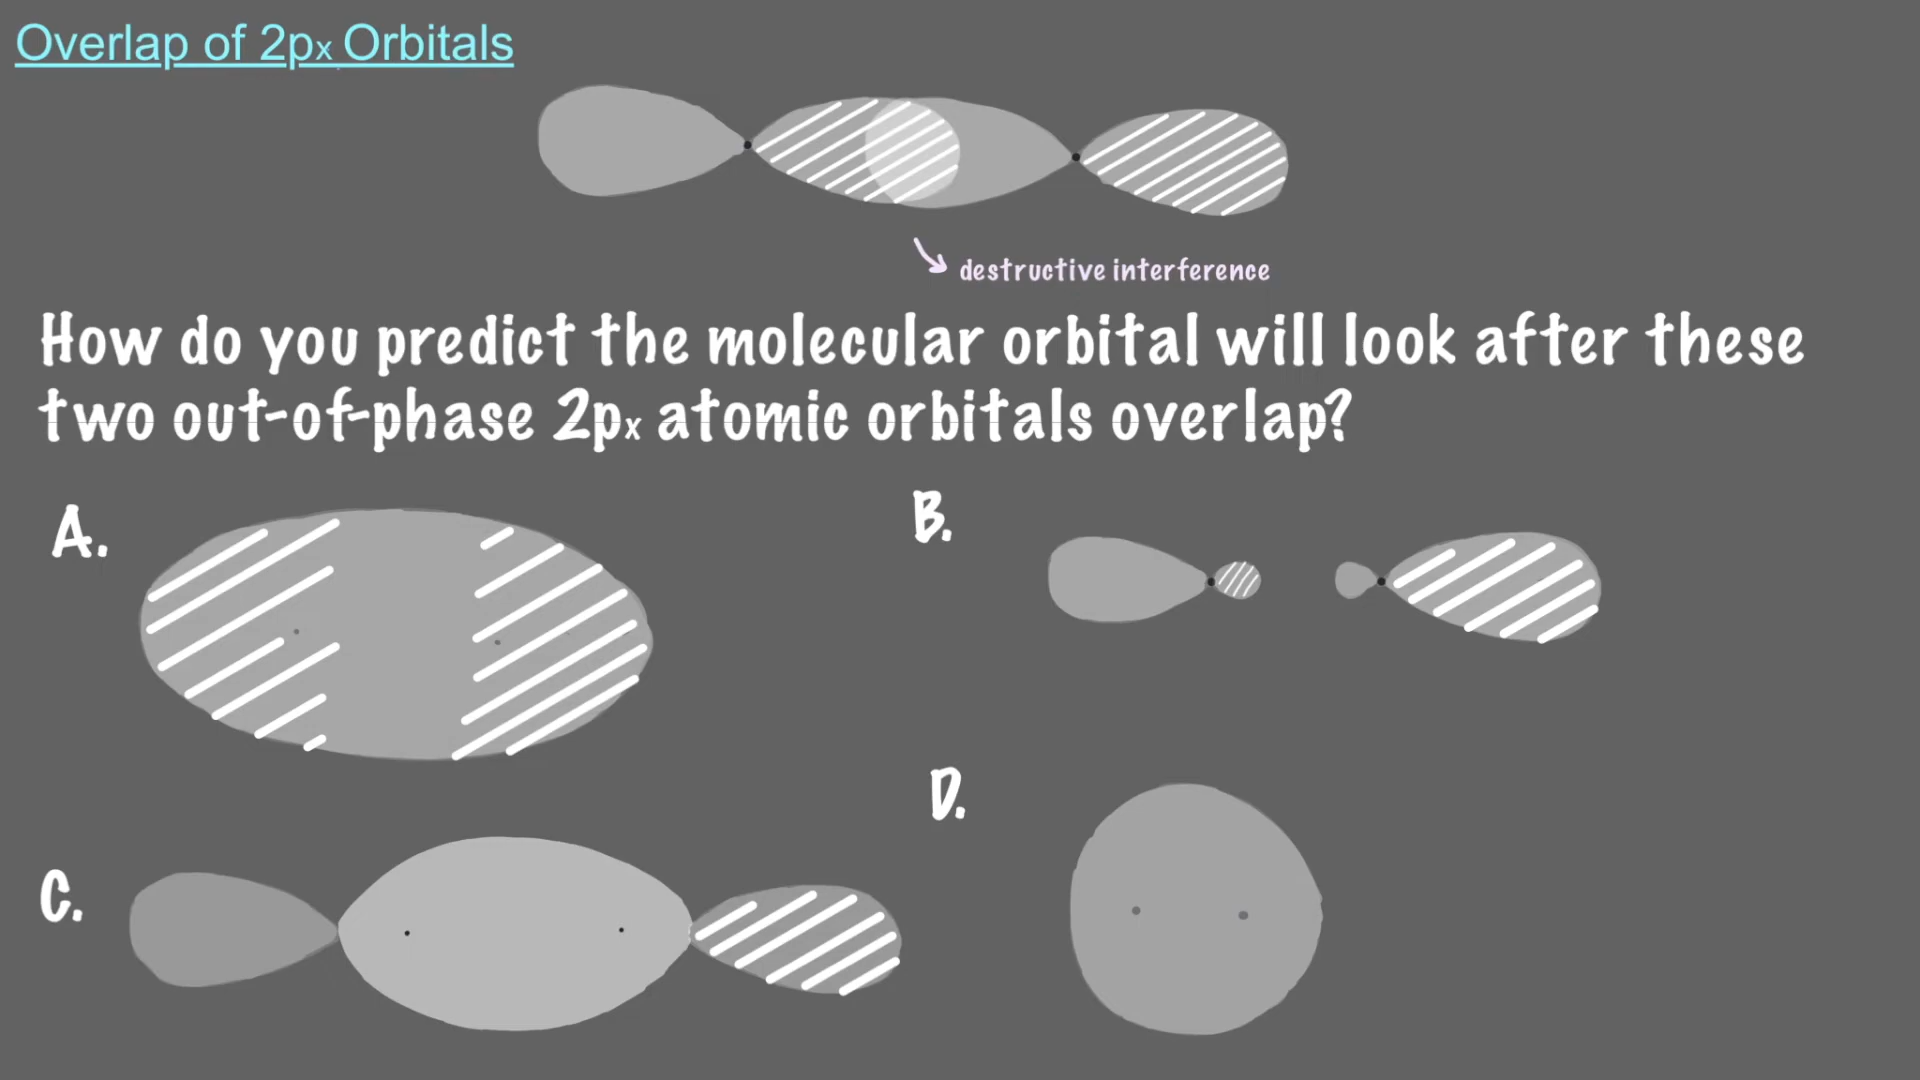 Overlap of 2px Orbitals
destructive interference
How do you predict the molecular orbital will look after these
two out-of-phase 2px atomic orbitals overlap?
A.
B.
C.
D.